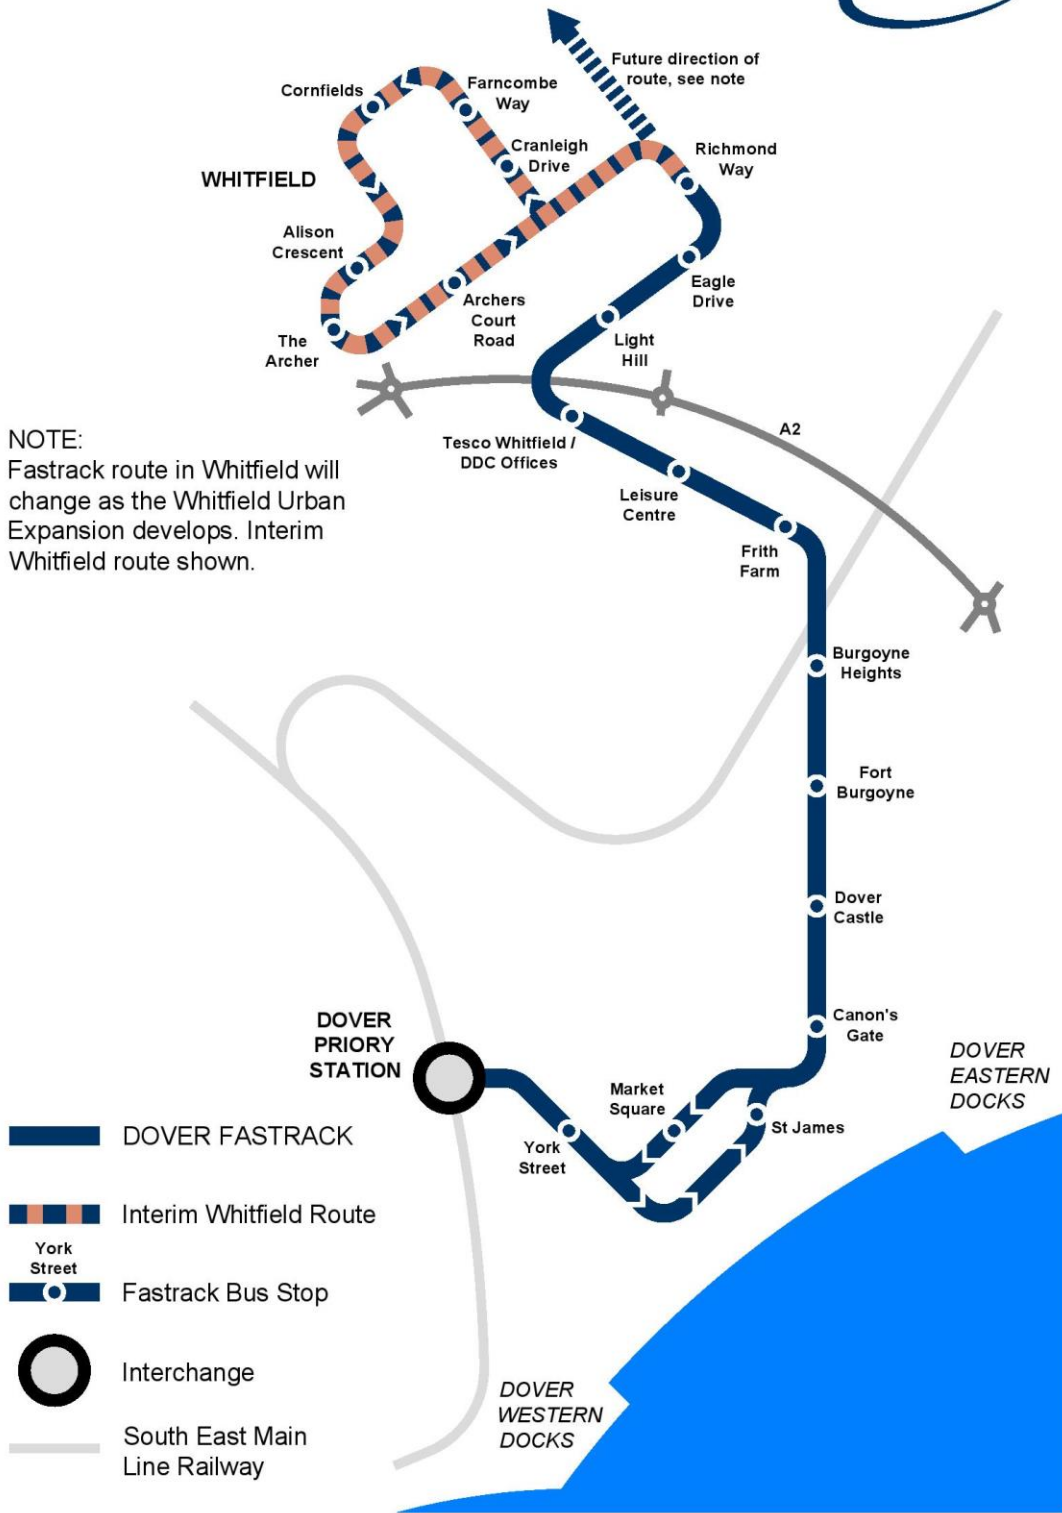 Future direction of
route, see note
Cornfields
Farncombe
Way
Cranleigh
Drive
Richmond
Way
WHITFIELD
Alison
Crescent
Eagle
Drive
Archers
Court
Road
The
Archer
Light
Hill
A2
Tesco Whitfield /
DDC Offices
NOTE:
Fastrack route in Whitfield will
change as the Whitfield Urban
Expansion develops. Interim
Whitfield route shown.
Leisure
Centre
Frith
Farm
Burgoyne
Heights
Fort
Burgoyne
Dover
Castle
Canon's
Gate
DOVER
PRIORY
STATION
DOVER
EASTERN
DOCKS
Market
Square
St James
York
Street
DOVER FASTRACK
Interim Whitfield Route
York
Street
Fastrack Bus Stop
Interchange
DOVER
WESTERN
DOCKS
South East Main
Line Railway